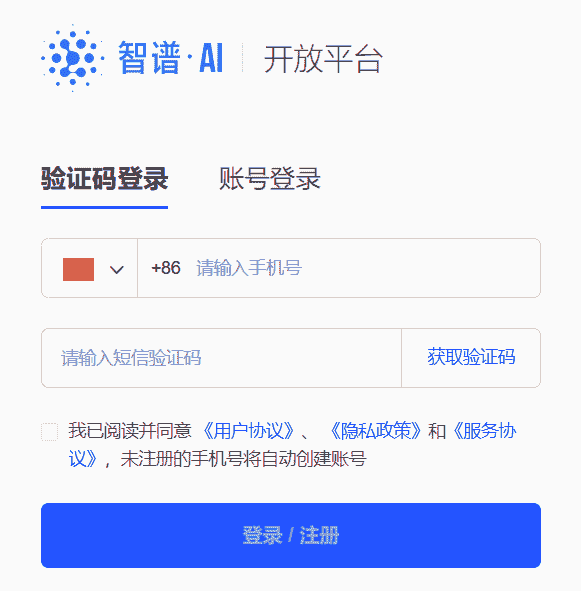 智谱·AI 开放平台
验证码登录 账号登录
+86 请输入手机号
请输入短信验证码 获取验证码
我已阅读并同意《用户协议》、《隐私政策》和《服务协
议》，未注册的手机号将自动创建账号
登录 / 注册